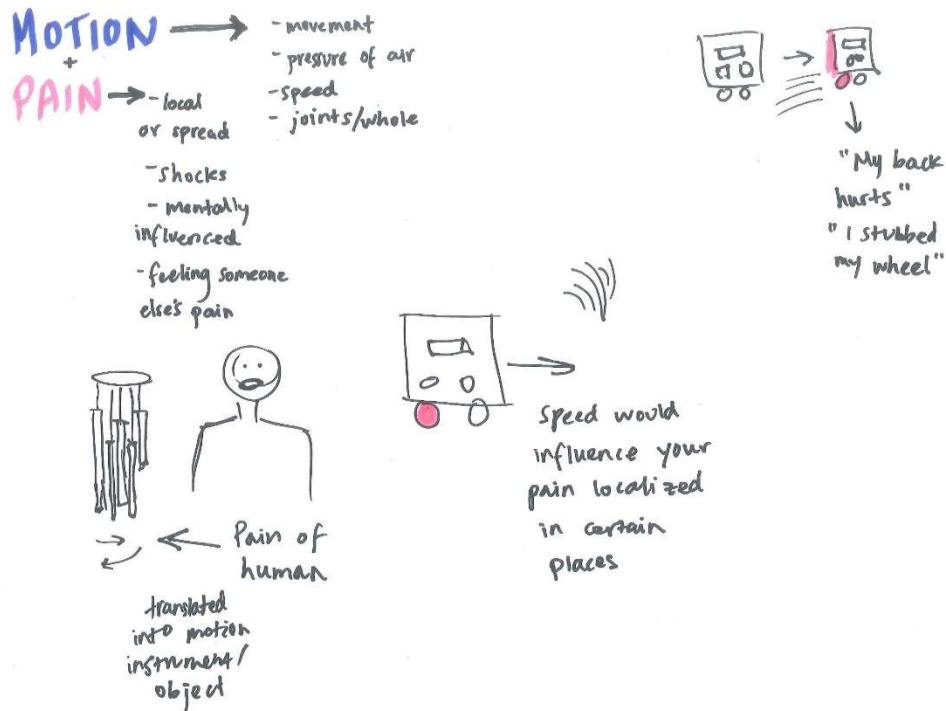 MOTION
+
PAIN
- movement
- pressure of air
- speed
- joints/whole
- local
or spread
- shocks
- mentally
influenced
- feeling someone
else's pain
"My back
hurts"
"I stubbed
my wheel"
speed would
influence your
pain localized
in certain
places
Pain of
human
translated
into motion
instrument/
object